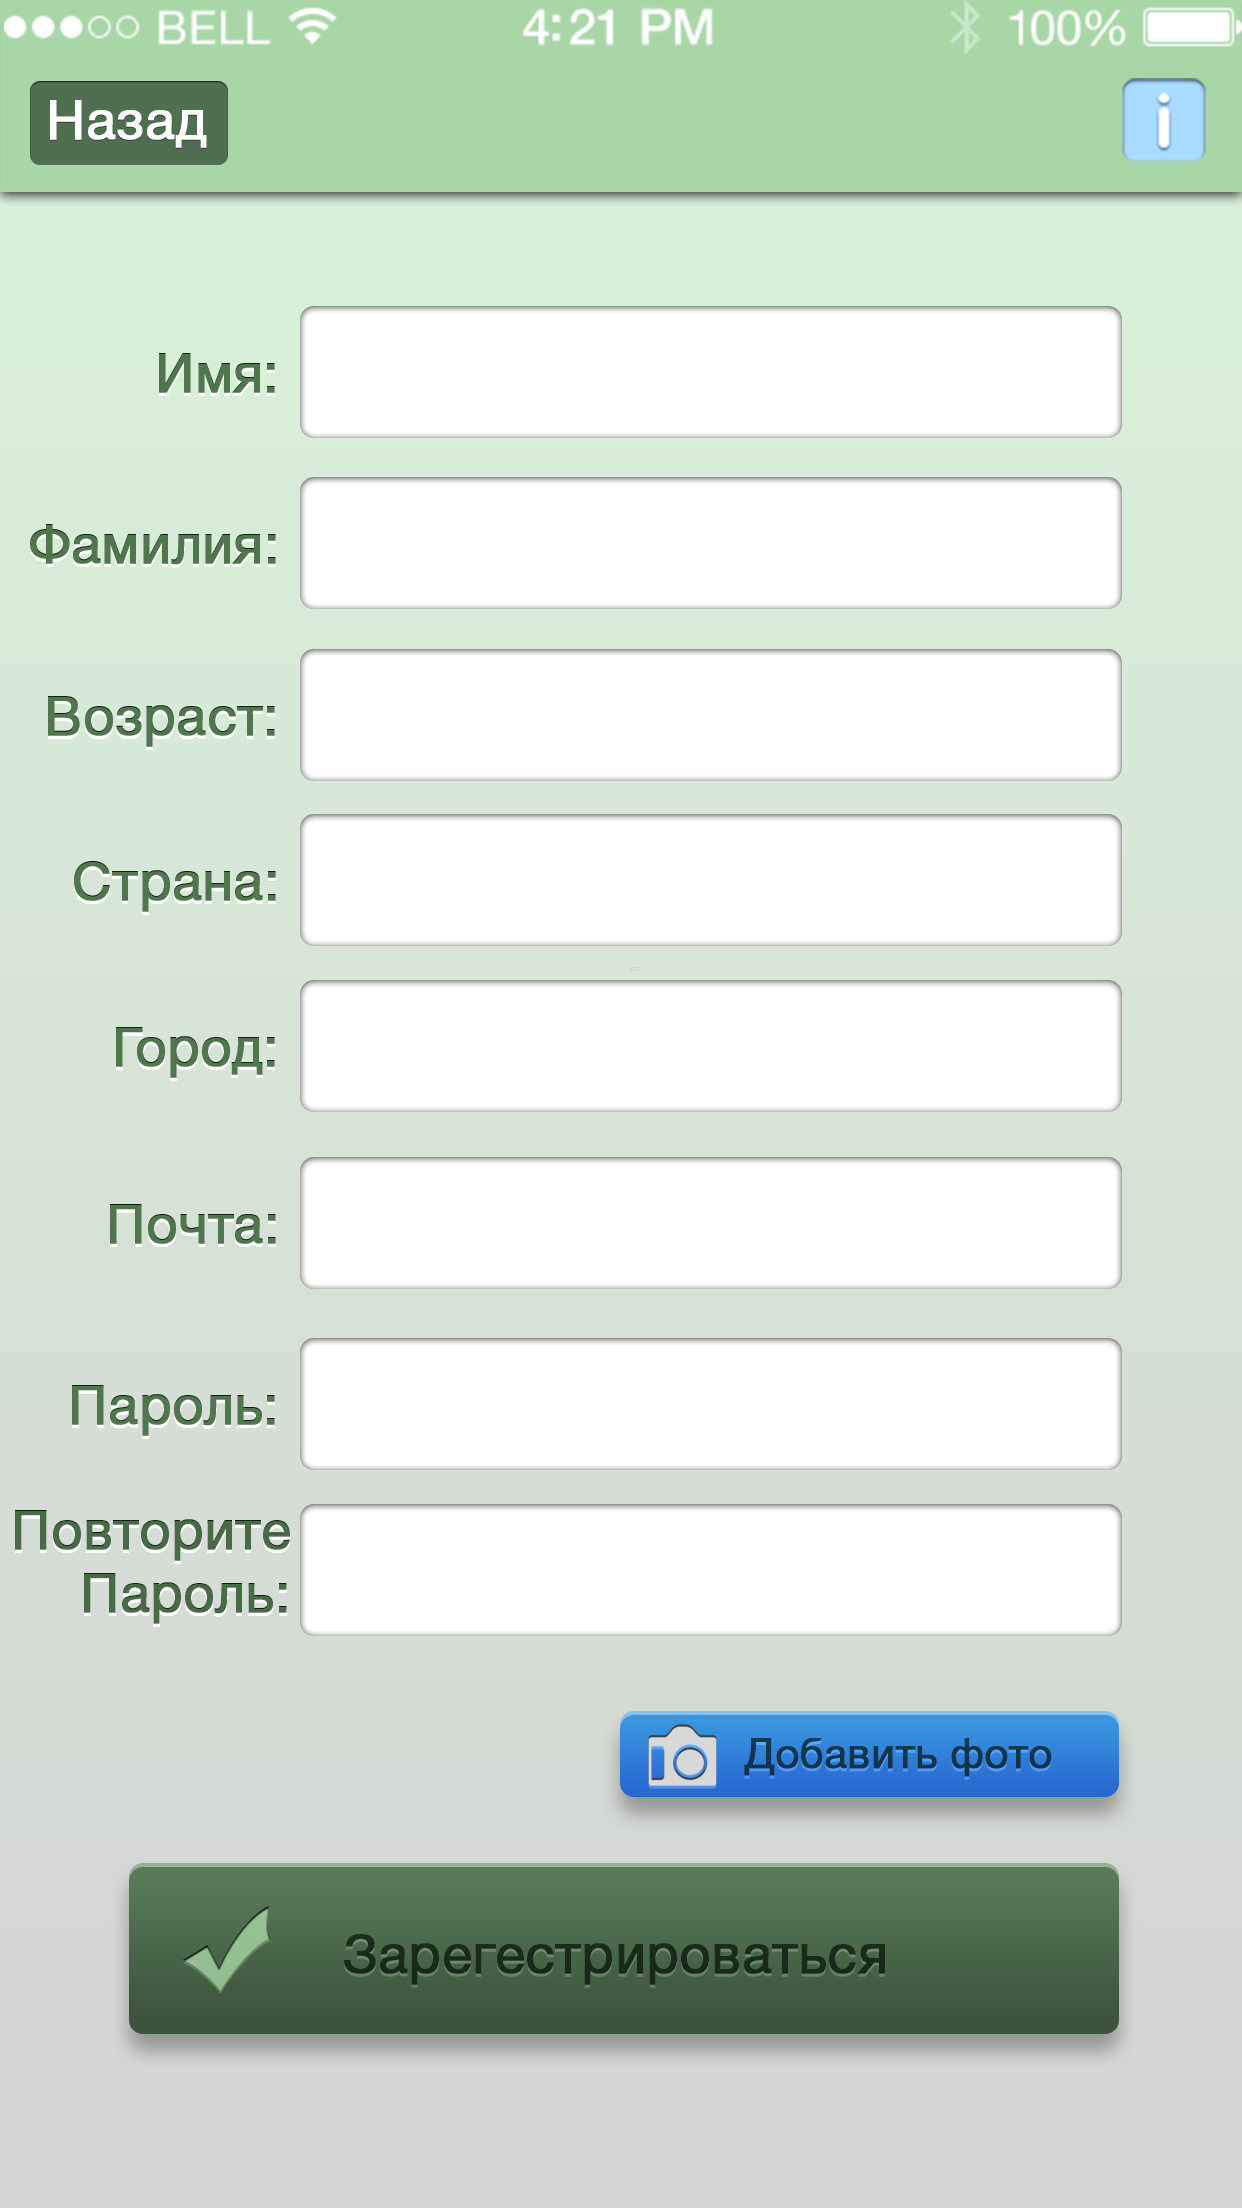 BELL 4:21 PM 100%
Назад
i
Имя:
Фамилия:
Возраст:
Страна:
Город:
Почта:
Пароль:
Повторите
Пароль:
Добавить фото
Зарегестрироваться